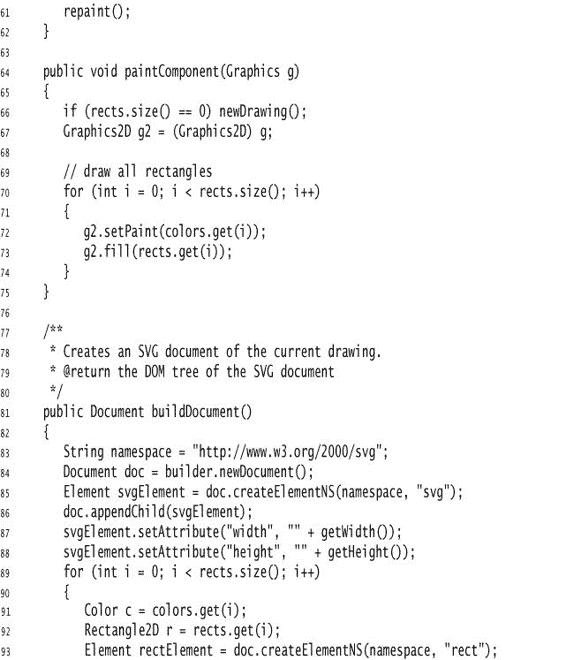 61 repaint();
62 }
63
64 public void paintComponent(Graphics g)
65 {
66 if (rects.size() == 0) newDrawing();
67 Graphics2D g2 = (Graphics2D) g;
68
69 // draw all rectangles
70 for (int i = 0; i < rects.size(); i++)
71 {
72 g2.setPaint(colors.get(i));
73 g2.fill(rects.get(i));
74 }
75 }
76
77 /**
78 * Creates an SVG document of the current drawing.
79 * @return the DOM tree of the SVG document
80 */
81 public Document buildDocument()
82 {
83 String namespace = "http://www.w3.org/2000/svg";
84 Document doc = builder.newDocument();
85 Element svgElement = doc.createElementNS(namespace, "svg");
86 doc.appendChild(svgElement);
87 svgElement.setAttribute("width", "" + getWidth());
88 svgElement.setAttribute("height", "" + getHeight());
89 for (int i = 0; i < rects.size(); i++)
90 {
91 Color c = colors.get(i);
92 Rectangle2D r = rects.get(i);
93 Element rectElement = doc.createElementNS(namespace, "rect");